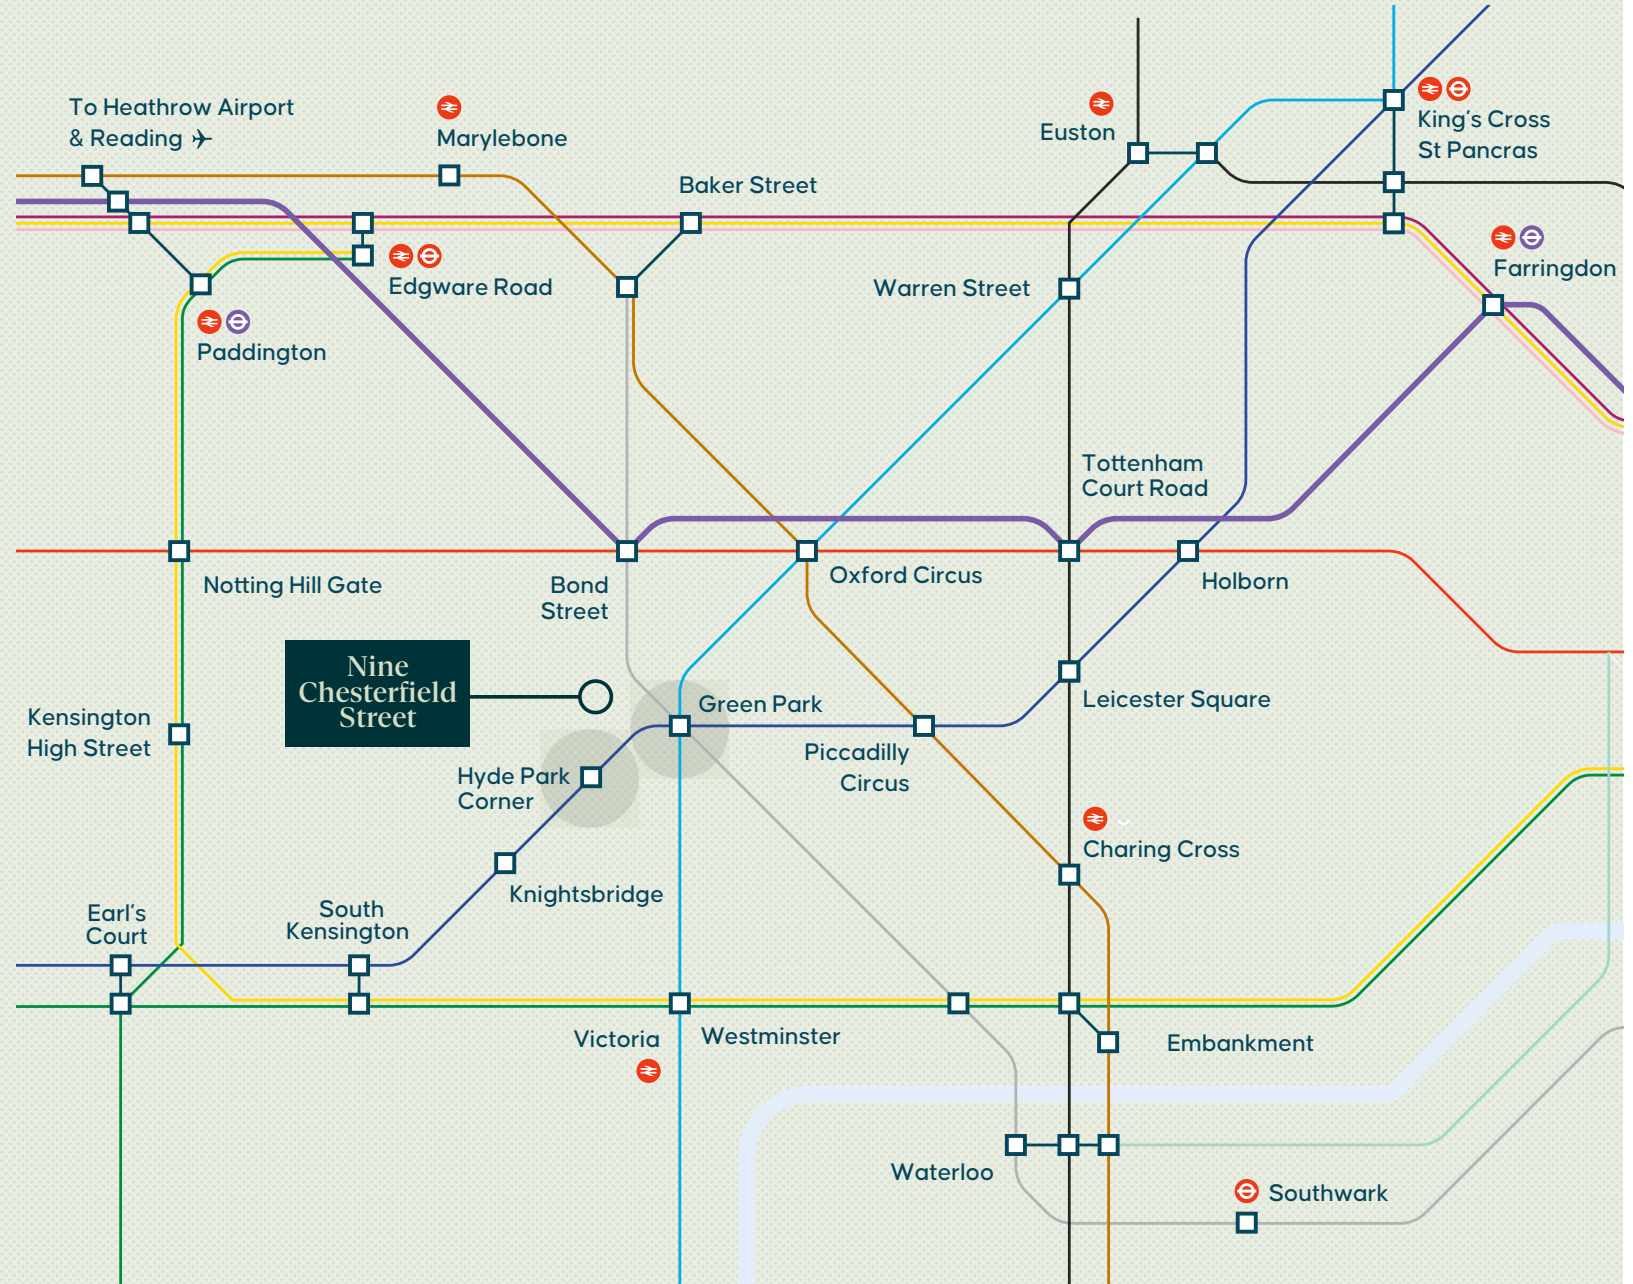 To Heathrow Airport
& Reading
Marylebone
Euston
King's Cross
St Pancras
Baker Street
Edgware Road
Warren Street
Farringdon
Paddington
Tottenham
Court Road
Notting Hill Gate
Bond
Street
Oxford Circus
Holborn
Nine
Chesterfield
Street
Green Park
Leicester Square
Kensington
High Street
Piccadilly
Circus
Hyde Park
Corner
Charing Cross
Knightsbridge
Earl's
Court
South
Kensington
Victoria
Westminster
Embankment
Waterloo
Southwark